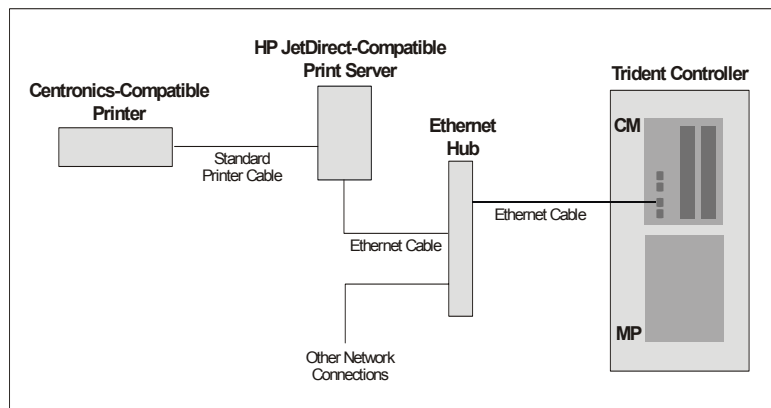 HP JetDirect-Compatible
Print Server
Centronics-Compatible
Printer
Trident Controller
CM
Ethernet
Hub
Standard
Printer Cable
Ethernet Cable
Ethernet Cable
MP
Other Network
Connections